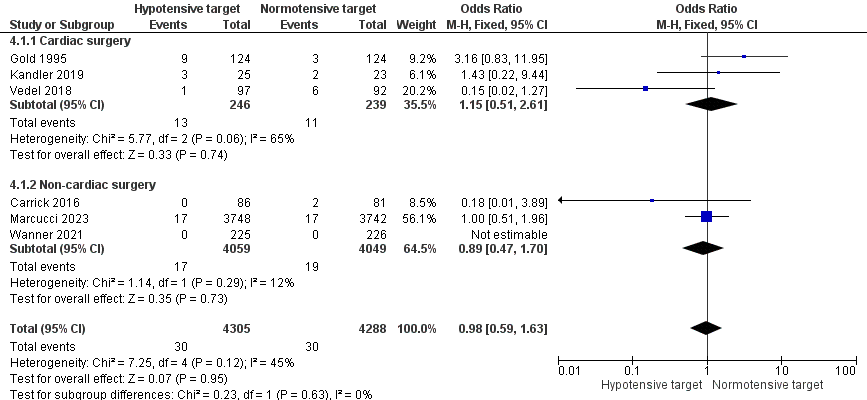 Hypotensive target Normotensive target Odds Ratio Odds Ratio
Study or Subgroup Events Total Events Total Weight M-H, Fixed, 95% CI M-H, Fixed, 95% CI
4.1.1 Cardiac surgery
Gold 1995 9 124 3 124 9.2% 3.16 [0.83, 11.95]
Kandler 2019 3 25 2 23 6.1% 1.43 [0.22, 9.44]
Vedel 2018 1 97 6 92 20.2% 0.15 [0.02, 1.27]
Subtotal (95% CI) 246 239 35.5% 1.15 [0.51, 2.61]
Total events 13 11
Heterogeneity: Chi² = 5.77, df = 2 (P = 0.06); I² = 65%
Test for overall effect: Z = 0.33 (P = 0.74)
4.1.2 Non-cardiac surgery
Carrick 2016 0 86 2 81 8.5% 0.18 [0.01, 3.89]
Marcucci 2023 17 3748 17 3742 56.1% 1.00 [0.51, 1.96]
Wanner 2021 0 225 0 226 Not estimable
Subtotal (95% CI) 4059 4049 64.5% 0.89 [0.47, 1.70]
Total events 17 19
Heterogeneity: Chi² = 1.14, df = 1 (P = 0.29); I² = 12%
Test for overall effect: Z = 0.35 (P = 0.73)
Total (95% CI) 4305 4288 100.0% 0.98 [0.59, 1.63]
Total events 30 30
Heterogeneity: Chi² = 7.25, df = 4 (P = 0.12); I² = 45%
Test for overall effect: Z = 0.07 (P = 0.95)
Test for subgroup differences: Chi² = 0.23, df = 1 (P = 0.63), I² = 0%
0.01 0.1 1 10 100
Hypotensive target Normotensive target